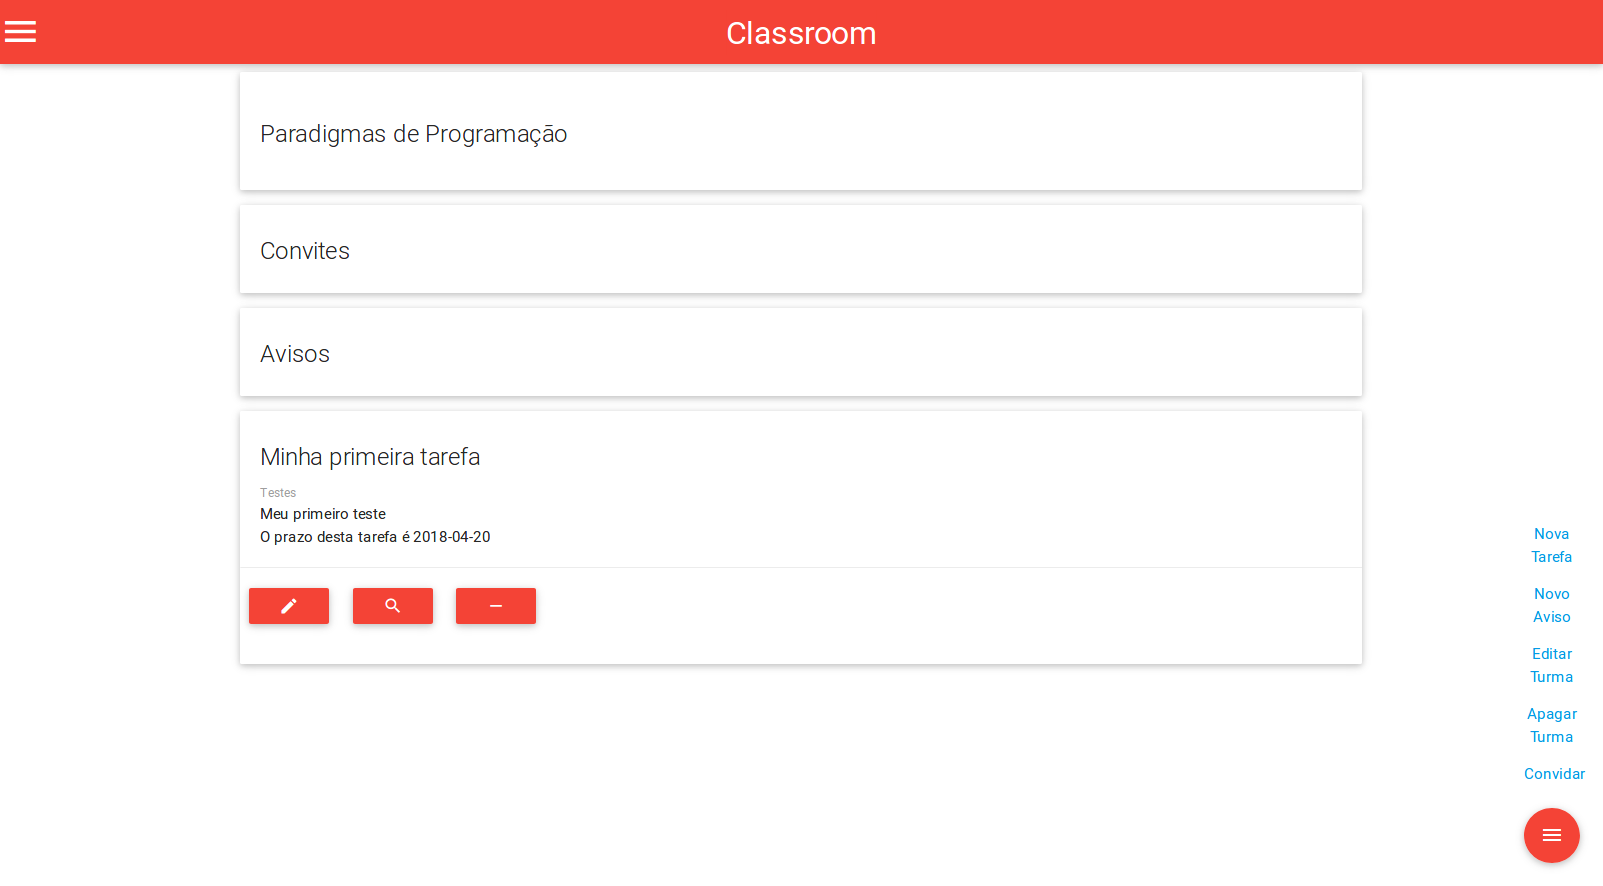 Classroom
Paradigmas de Programação
Convites
Avisos
Minha primeira tarefa
Testes
Meu primeiro teste
O prazo desta tarefa é 2018-04-20
Nova
Tarefa
Novo
Aviso
Editar
Turma
Apagar
Turma
Convidar